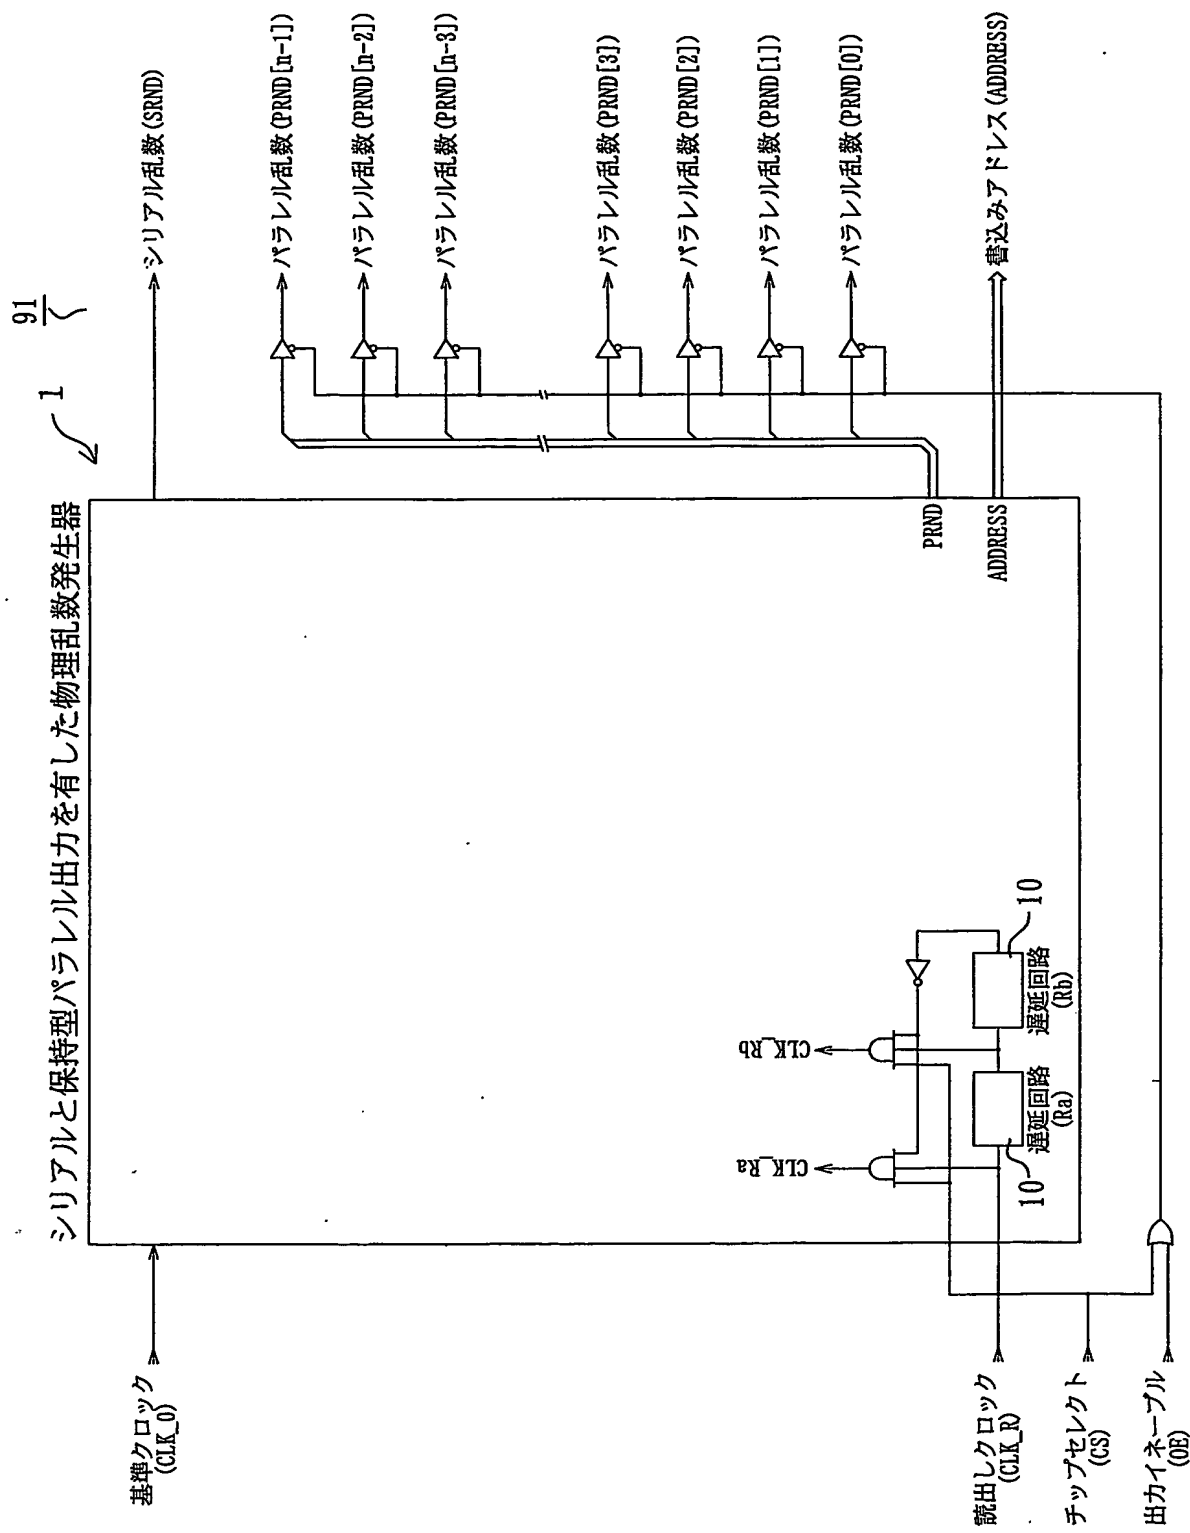 91
1
シリアルと保持型パラレル出力を有した物理乱数発生器
基準クロック
(CLK_0)
シリアル乱数(SRND)
パラレル乱数(PRND[n-1])
パラレル乱数(PRND[n-2])
パラレル乱数(PRND[n-3])
パラレル乱数(PRND[3])
パラレル乱数(PRND[2])
パラレル乱数(PRND[1])
パラレル乱数(PRND[0])
PRND
ADDRESS
書込みアドレス(ADDRESS)
CLK_Ra
CLK_Rb
10
遅延回路
(Ra)
10
遅延回路
(Rb)
読出しクロック
(CLK_R)
チップセレクト
(CS)
出力イネーブル
(OE)